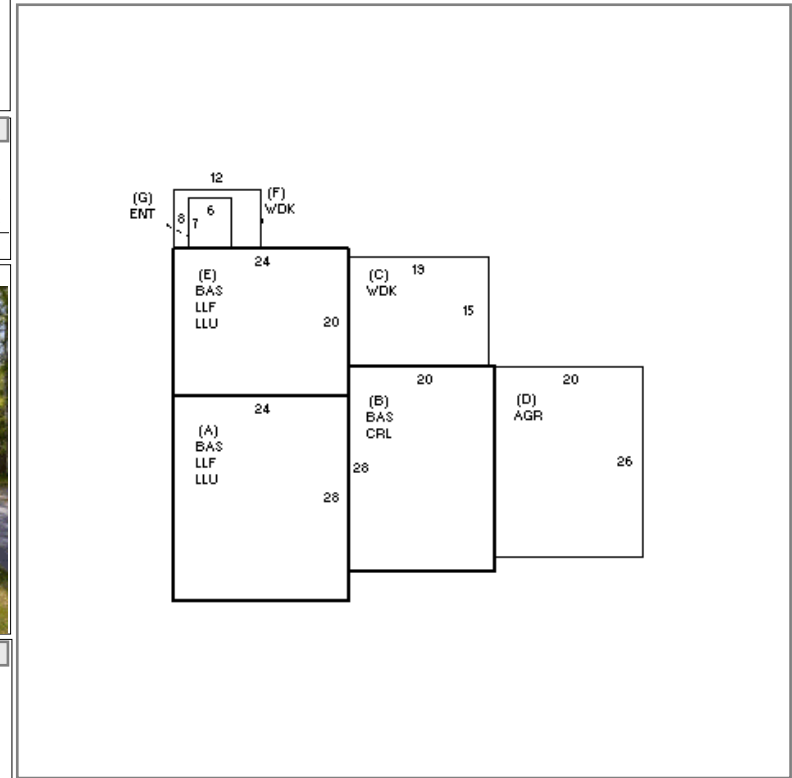 12
(G)
ENT
(F)
WDK
8
7
6
24
(E)
BAS
LLF
LLU
20
(C)
WDK
19
15
24
(A)
BAS
LLF
LLU
28
20
(B)
BAS
CRL
28
20
(D)
AGR
26